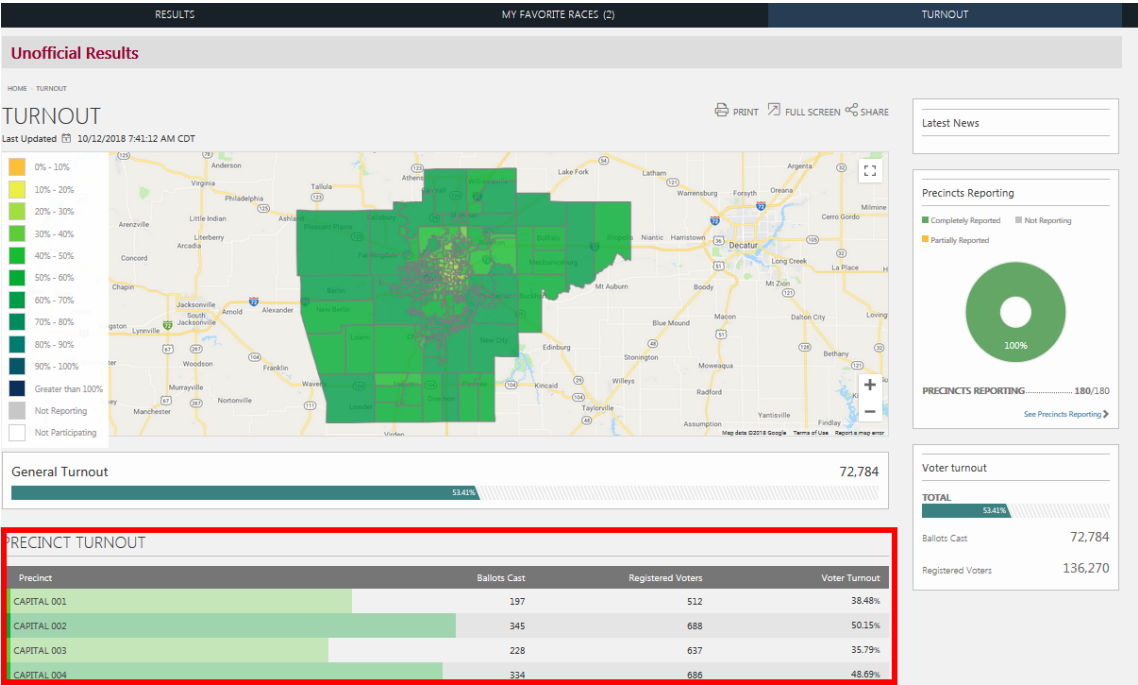 RESULTS
MY FAVORITE RACES (2)
TURNOUT
Unofficial Results
HOME › TURNOUT
TURNOUT
PRINT
FULL SCREEN
SHARE
Last Updated 10/12/2018 7:41:12 AM CDT
0% - 10%
10% - 20%
20% - 30%
30% - 40%
40% - 50%
50% - 60%
60% - 70%
70% - 80%
80% - 90%
90% - 100%
Greater than 100%
Not Reporting
Not Participating
Anderson
Virginia
Philadelphia
Tallula
Athens
Lake Fork
Latham
Warrensburg
Forsyth
Oreana
Argenta
Milmine
Cerro Gordo
Arenzville
Little Indian
Ashland
Pleasant Plains
Literberry
Arcadia
Concord
Niantic
Harristown
Decatur
Long Creek
La Place
Buffalo
Mechanicsburg
Chapin
Mt Auburn
Boody
Mt Zion
Jacksonville
South Jacksonville
Arnold
Alexander
New Berlin
Berlin
Lynnville
Blue Mound
Macon
Dalton City
Loving
Loami
New City
Edinburg
Stonington
Moweaqua
Bethany
Woodson
Franklin
Murrayville
Nortonville
Manchester
Waverly
Kincaid
Willeys
Taylorville
Radford
Yantisville
Assumption
Findlay
Virden
Map data ©2018 Google
Terms of Use
Report a map error
General Turnout
72,784
53.41%
PRECINCT TURNOUT
Precinct Ballots Cast Registered Voters Voter Turnout
CAPITAL 001 197 512 38.48%
CAPITAL 002 345 688 50.15%
CAPITAL 003 228 637 35.79%
CAPITAL 004 334 686 48.69%
Latest News
Precincts Reporting
Completely Reported
Not Reporting
Partially Reported
100%
PRECINCTS REPORTING 180/180
See Precincts Reporting
Voter turnout
TOTAL
53.41%
Ballots Cast 72,784
Registered Voters 136,270